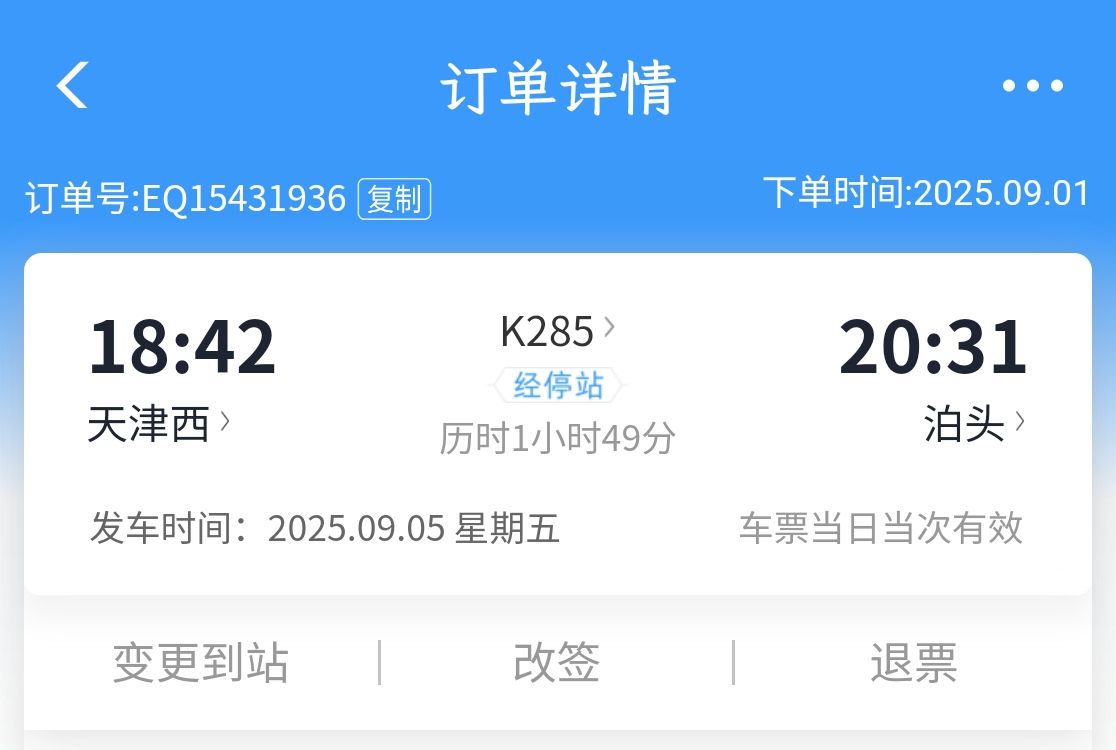 订单详情
订单号:EQ15431936 复制 下单时间:2025.09.01
18:42 K285 20:31
经停站
天津西 泊头
历时1小时49分
发车时间：2025.09.05 星期五 车票当日当次有效
变更到站 改签 退票